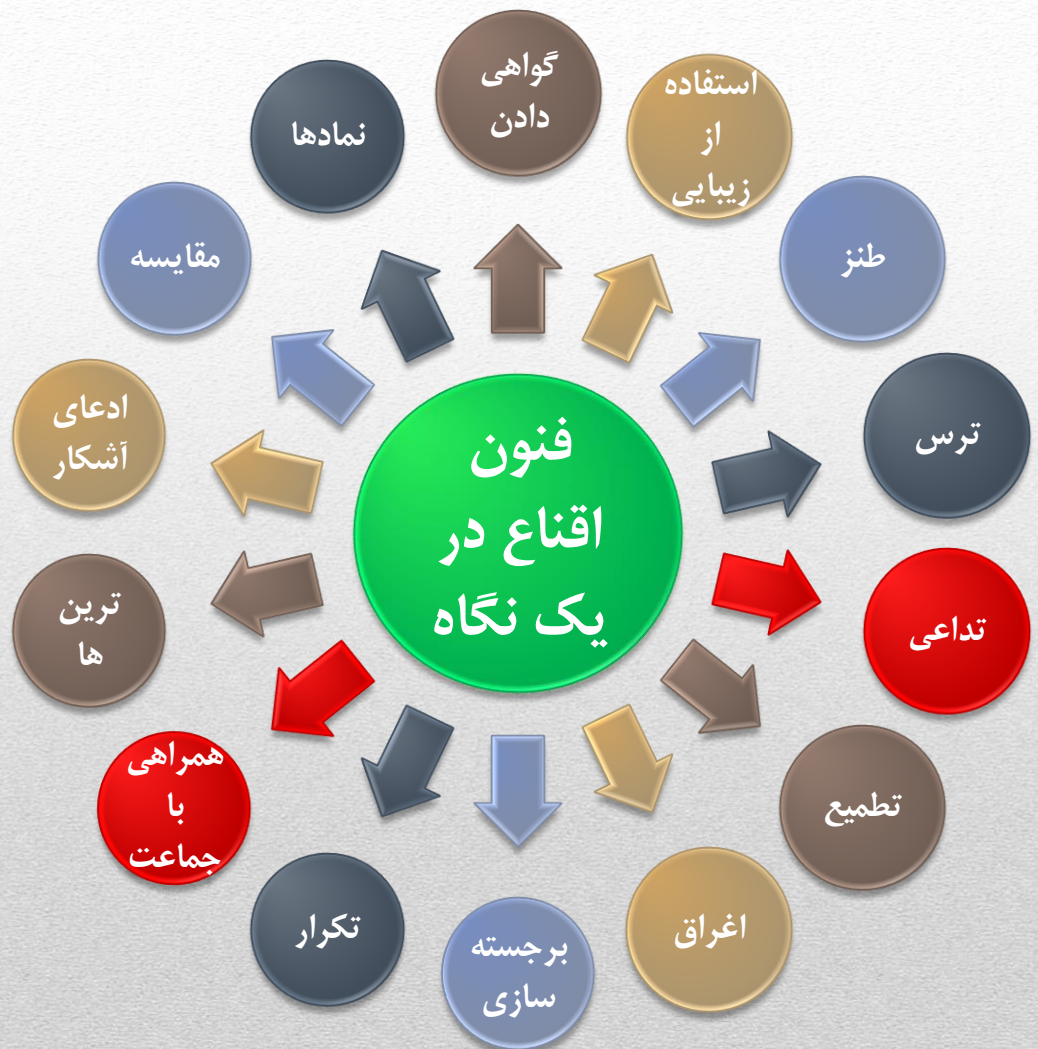 فنون
اقناع در
یک نگاه
گواهی
دادن
استفاده
از
زیبایی
طنز
ترس
تداعی
تطمیع
اغراق
برجسته
سازی
تکرار
همراهی
با
جماعت
ترین
ها
ادعای
آشکار
مقایسه
نمادها